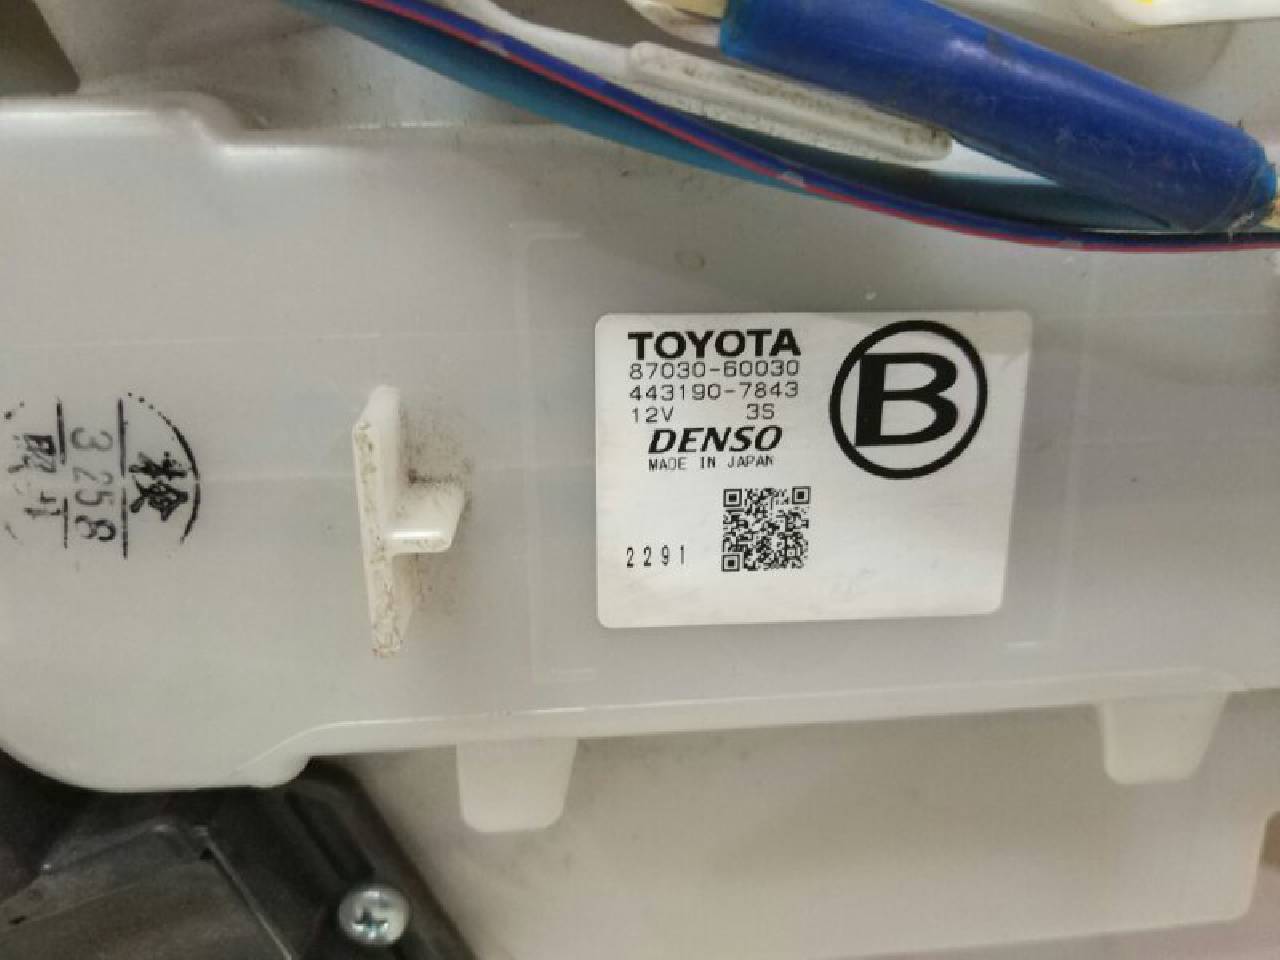 TOYOTA
87030-60030
443190-7843
12V 3S
DENSO
MADE IN JAPAN
B
2291
検
3258